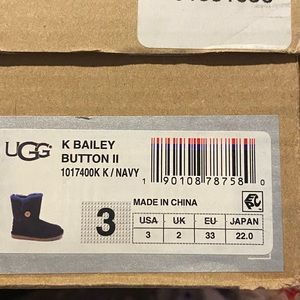 UGG
K BAILEY
BUTTON II
1017400K K / NAVY
1 90108 78758 0
3
MADE IN CHINA
USA UK EU JAPAN
3 2 33 22.0